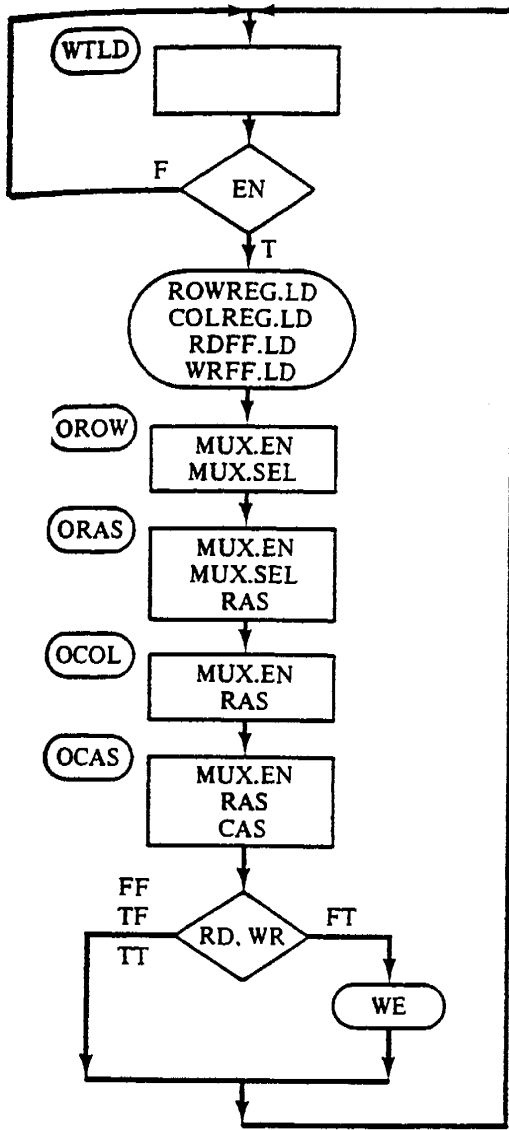 WTLD
F
EN
T
ROWREG.LD
COLREG.LD
RDFF.LD
WRFF.LD
OROW
MUX.EN
MUX.SEL
ORAS
MUX.EN
MUX.SEL
RAS
OCOL
MUX.EN
RAS
OCAS
MUX.EN
RAS
CAS
FF
TF
TT
RD, WR
FT
WE